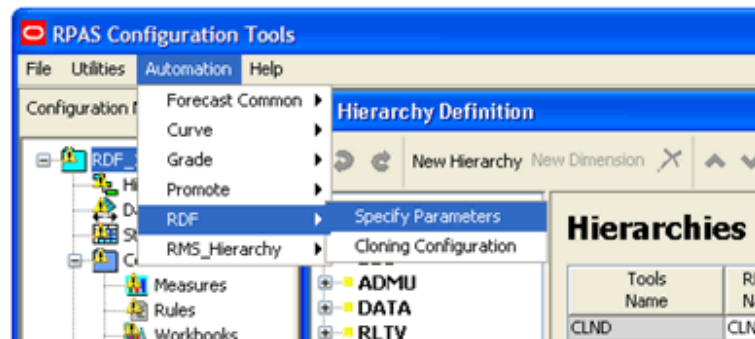 RPAS Configuration Tools
File Utilities Automation Help
Configuration
Forecast Common
Curve
Grade
Promote
RDF
RMS_Hierarchy
Specify Parameters
Cloning Configuration
Hierarchy Definition
New Hierarchy New Dimension
RDF_
Measures
Rules
Workbooks
ADMU
DATA
RLTV
Hierarchies
Tools
Name
CLND